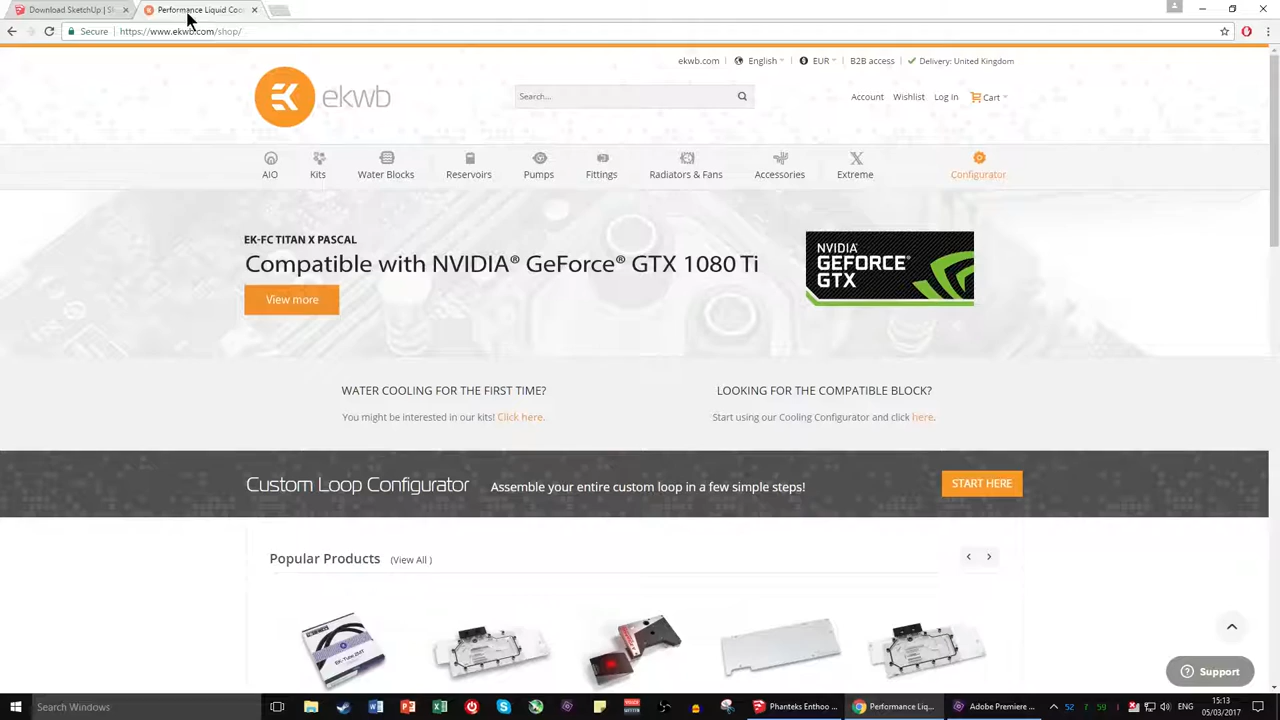 Download SketchUp | Sk
Performance Liquid Coo
Secure
https://www.ekwb.com/shop/
ekwb.com
English
EUR
B2B access
Delivery: United Kingdom
ekwb
Search...
Account
Wishlist
Log In
Cart
AIO
Kits
Water Blocks
Reservoirs
Pumps
Fittings
Radiators & Fans
Accessories
Extreme
Configurator
EK-FC TITAN X PASCAL
Compatible with NVIDIA® GeForce® GTX 1080 Ti
View more
NVIDIA
GEFORCE
GTX
WATER COOLING FOR THE FIRST TIME?
You might be interested in our kits! Click here.
LOOKING FOR THE COMPATIBLE BLOCK?
Start using our Cooling Configurator and click here.
Custom Loop Configurator
Assemble your entire custom loop in a few simple steps!
START HERE
Popular Products
(View All )
Support
Search Windows
Phanteks Enthoo ...
Performance Liq...
Adobe Premiere ...
52
7
59
ENG
15:13
05/03/2017